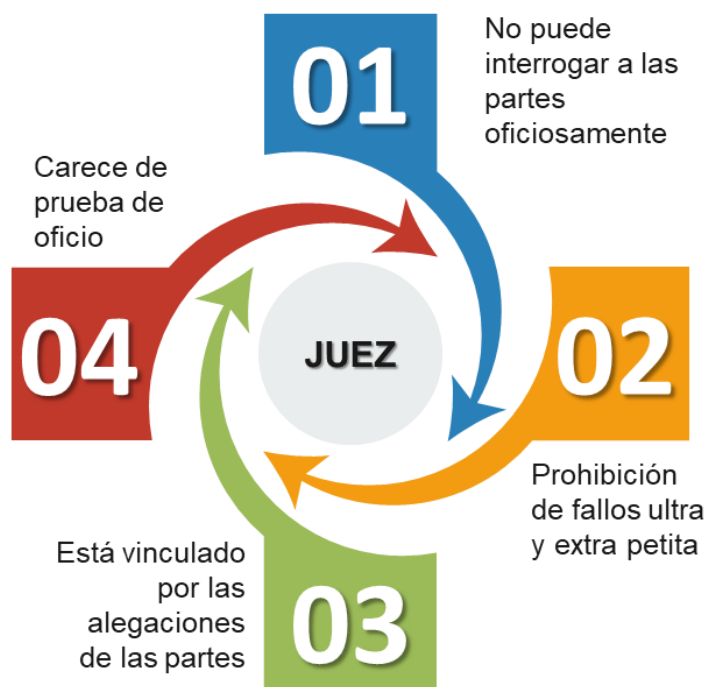 01
No puede
interrogar a las
partes
oficiosamente
02
Prohibición
de fallos ultra
y extra petita
03
Está vinculado
por las
alegaciones
de las partes
04
Carece de
prueba de
oficio
JUEZ